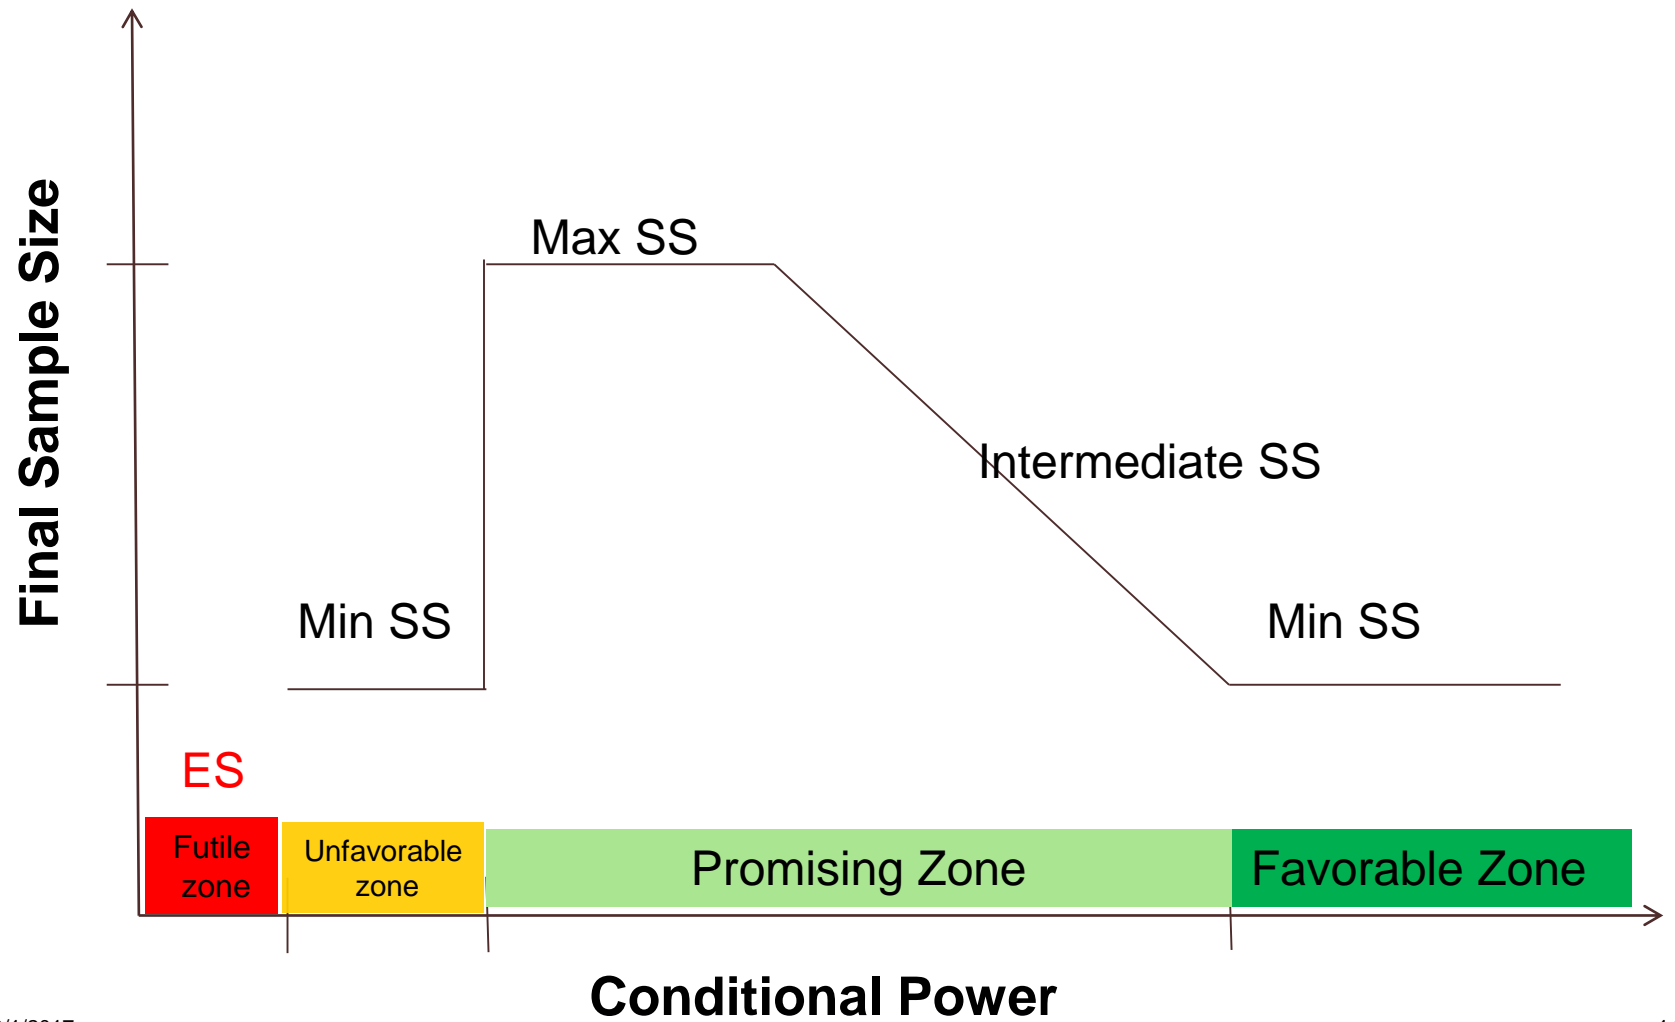 Final Sample Size
Max SS
Intermediate SS
Min SS
Min SS
ES
Futile
zone
Unfavorable
zone
Promising Zone
Favorable Zone
Conditional Power